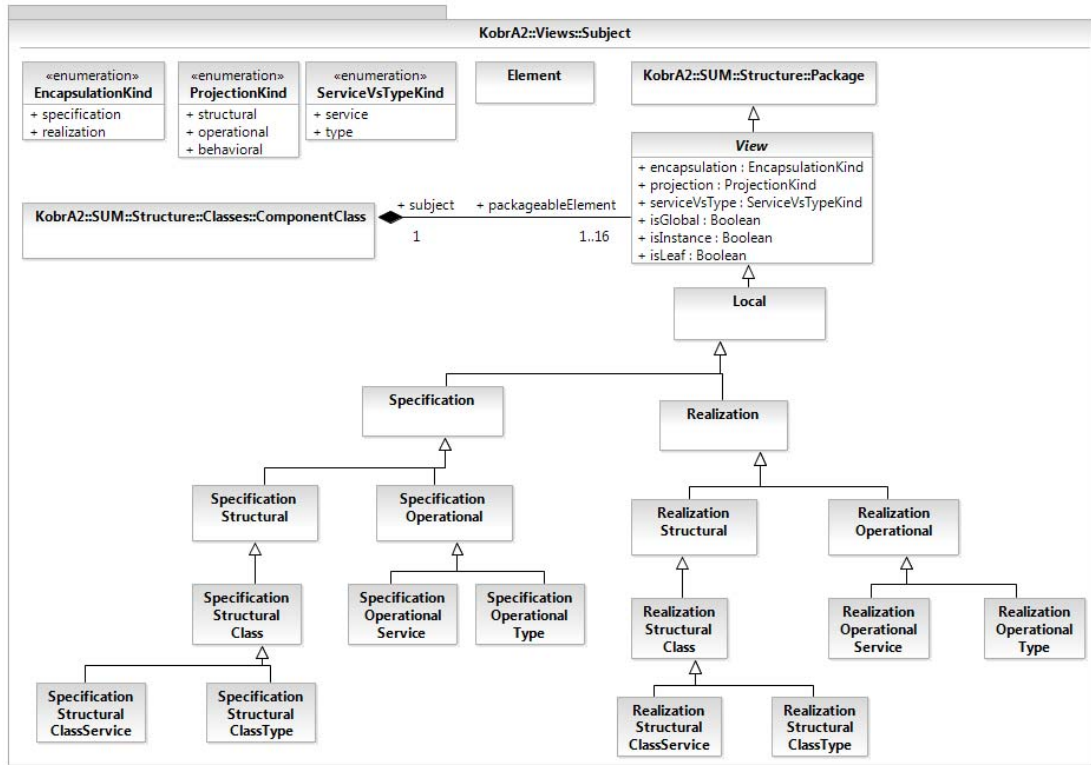 KobrA2::Views::Subject
«enumeration»
EncapsulationKind
+ specification
+ realization
«enumeration»
ProjectionKind
+ structural
+ operational
+ behavioral
«enumeration»
ServiceVsTypeKind
+ service
+ type
Element
KobrA2::SUM::Structure::Package
View
+ encapsulation : EncapsulationKind
+ projection : ProjectionKind
+ serviceVsType : ServiceVsTypeKind
+ isGlobal : Boolean
+ isInstance : Boolean
+ isLeaf : Boolean
KobrA2::SUM::Structure::Classes::ComponentClass
+ subject
+ packageableElement
1
1..16
Local
Specification
Realization
Specification
Structural
Specification
Operational
Realization
Structural
Realization
Operational
Specification
Structural
Class
Specification
Operational
Service
Specification
Operational
Type
Realization
Structural
Class
Realization
Operational
Service
Realization
Operational
Type
Specification
Structural
ClassService
Specification
Structural
ClassType
Realization
Structural
ClassService
Realization
Structural
ClassType